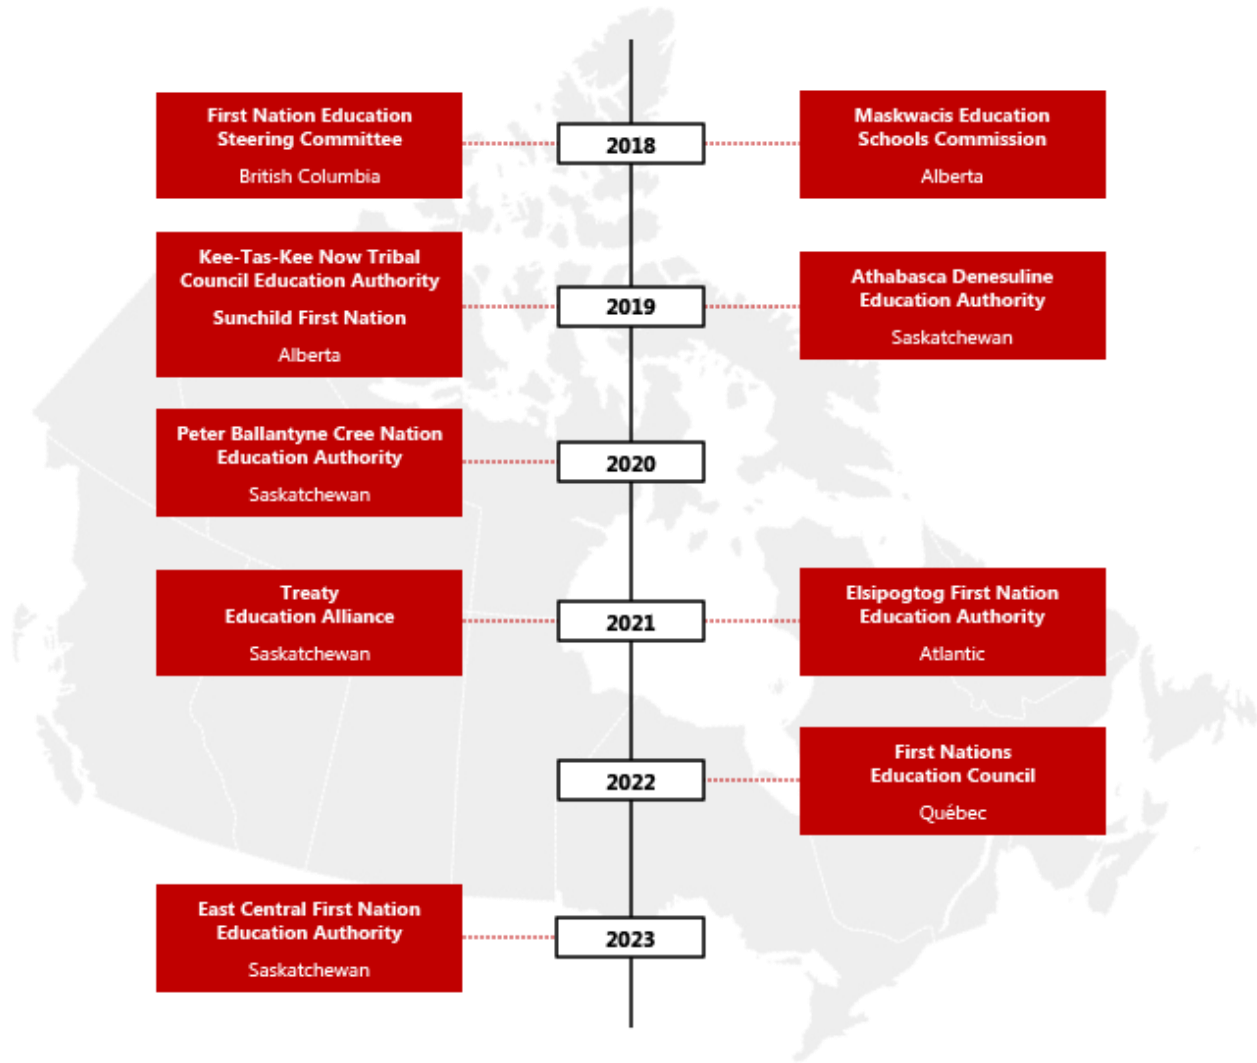 First Nation Education
Steering Committee
British Columbia
2018
Maskwacis Education
Schools Commission
Alberta
Kee-Tas-Kee Now Tribal
Council Education Authority
Sunchild First Nation
Alberta
2019
Athabasca Denesuline
Education Authority
Saskatchewan
Peter Ballantyne Cree Nation
Education Authority
Saskatchewan
2020
Treaty
Education Alliance
Saskatchewan
2021
Elsipogtog First Nation
Education Authority
Atlantic
2022
First Nations
Education Council
Québec
East Central First Nation
Education Authority
Saskatchewan
2023